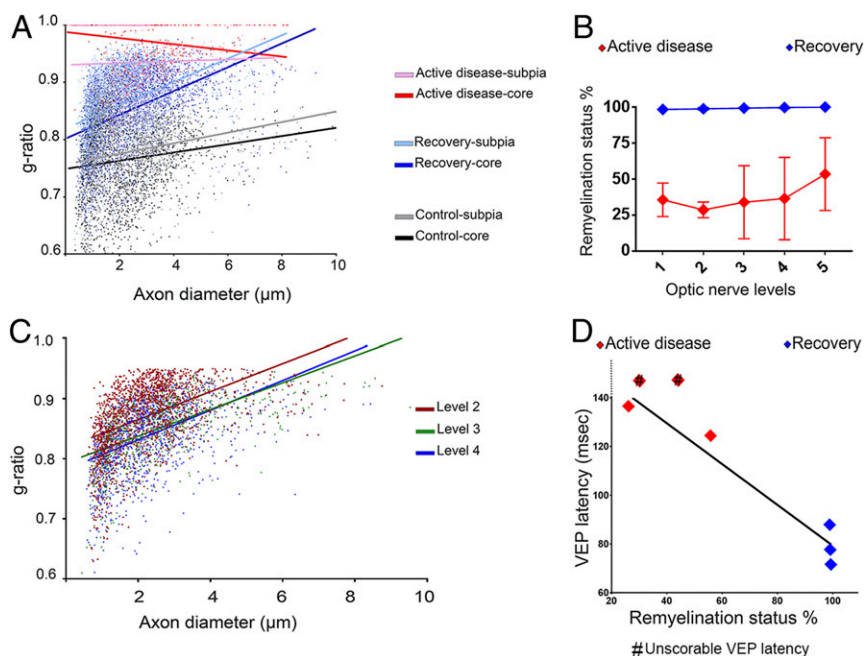 A
g-ratio
1.0
0.9
0.8
0.7
0.6
2
4
6
8
10
Axon diameter (µm)
Active disease-subpia
Active disease-core
Recovery-subpia
Recovery-core
Control-subpia
Control-core
B
Active disease
Recovery
Remyelination status %
100
75
50
25
0
1
2
3
4
5
Optic nerve levels
C
g-ratio
1.0
0.9
0.8
0.7
0.6
2
4
6
8
10
Axon diameter (µm)
Level 2
Level 3
Level 4
D
Active disease
Recovery
VEP latency (msec)
140
120
100
80
60
20
40
60
80
100
# #
Remyelination status %
# Unscorable VEP latency